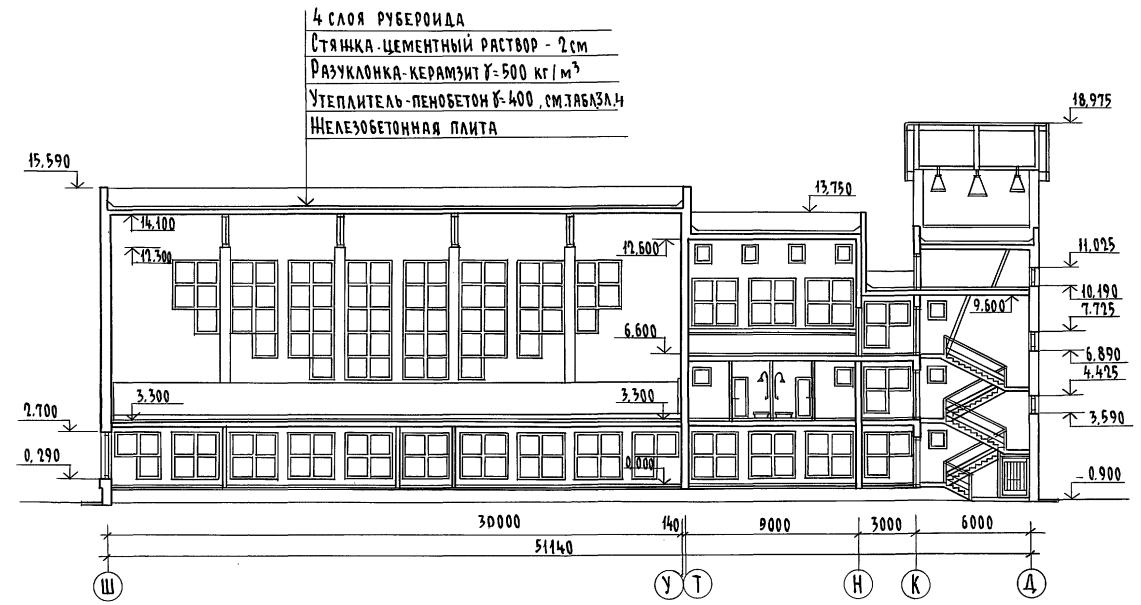 4 СЛОЯ РУБЕРОИДА
СТЯЖКА-ЦЕМЕНТНЫЙ РАСТВОР - 2см
РАЗУКЛОНКА-КЕРАМЗИТ γ=500 кг/м³
УТЕПЛИТЕЛЬ-ПЕНОБЕТОН γ=400, СМ.ТАБЛ.3Л.4
ЖЕЛЕЗОБЕТОННАЯ ПЛИТА
18,975
15,590
13,750
14,100
12,300
12,600
11,025
10,190
9,600
7.725
6.600
6,890
4.425
3,300
3,300
3,590
2.700
0,290
0,000
- 0.900
30000
140
9000
3000
6000
51140
Ш
У
Т
Н
К
Д